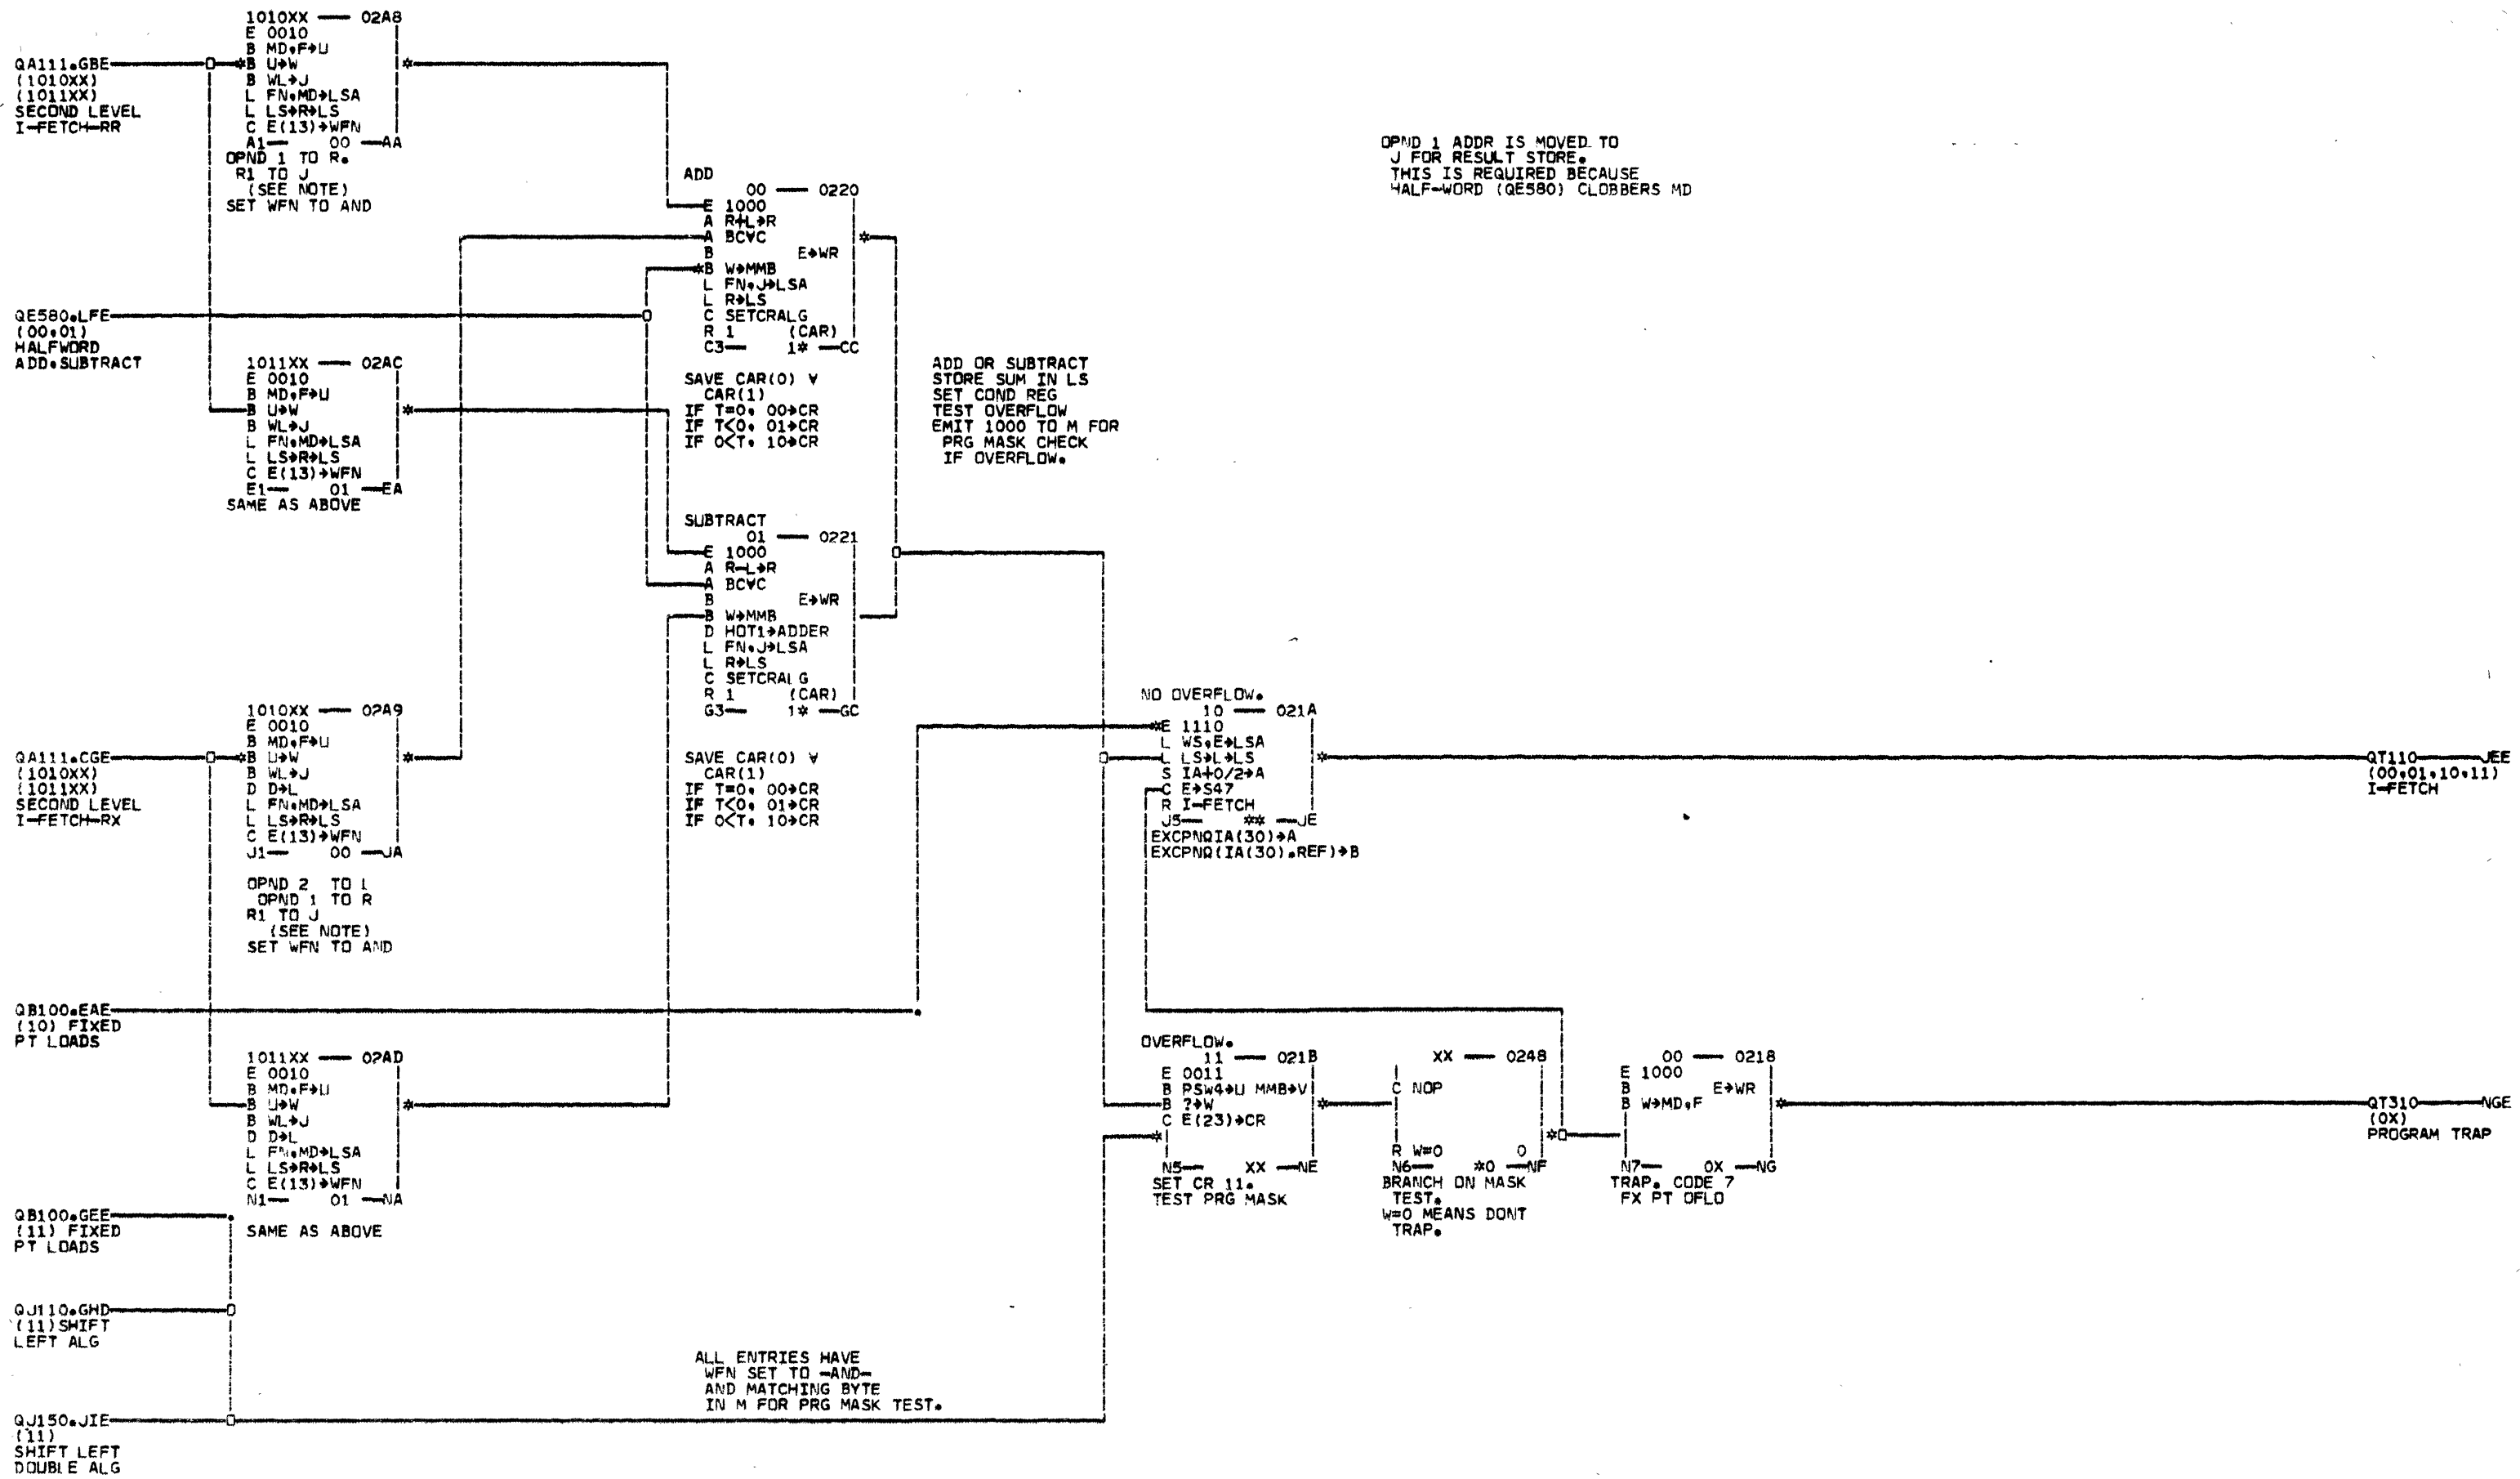 1010XX — 02A8
E 0010
B MD,F→U
QA111.GBE *B U→W *
(1010XX) B WL→J
(1011XX) L FN,MD→LSA
SECOND LEVEL L LS→R→LS
I-FETCH-RR C E(13)→WFN
A1— 00 —AA
OPND 1 TO R.
R1 TO J
(SEE NOTE)
SET WFN TO AND
OPND 1 ADDR IS MOVED TO
J FOR RESULT STORE.
THIS IS REQUIRED BECAUSE
HALF-WORD (QE580) CLOBBERS MD
ADD
00 — 0220
E 1000
A R+L→R
A BC∀C *
B E→WR
*B W→MMB
L FN,J→LSA
L R→LS
C SETCRALG
R 1 (CAR)
C3— 1* —CC
SAVE CAR(0) ∀
CAR(1)
IF T=0, 00→CR
IF T<0, 01→CR
IF 0<T, 10→CR
QE580.LFE
(00,01)
HALFWORD
ADD,SUBTRACT
1011XX — 02AC
E 0010
B MD,F→U
B U→W *
B WL→J
L FN,MD→LSA
L LS→R→LS
C E(13)→WFN
E1— 01 —EA
SAME AS ABOVE
ADD OR SUBTRACT
STORE SUM IN LS
SET COND REG
TEST OVERFLOW
EMIT 1000 TO M FOR
PRG MASK CHECK
IF OVERFLOW.
SUBTRACT
01 — 0221
E 1000
A R-L→R
A BC∀C
B E→WR
B W→MMB
D HOT1→ADDER
L FN,J→LSA
L R→LS
C SETCRALG
R 1 (CAR)
G3— 1* —GC
SAVE CAR(0) ∀
CAR(1)
IF T=0, 00→CR
IF T<0, 01→CR
IF 0<T, 10→CR
QA111.CGE
(1010XX)
(1011XX)
SECOND LEVEL
I-FETCH-RX
1010XX — 02A9
E 0010
B MD,F→U
*B U→W *
B WL→J
D D→L
L FN,MD→LSA
L LS→R→LS
C E(13)→WFN
J1— 00 —JA
OPND 2 TO L
OPND 1 TO R
R1 TO J
(SEE NOTE)
SET WFN TO AND
NO OVERFLOW.
10 — 021A
*E 1110
L WS,E→LSA
L LS→L→LS *
S IA+0/2→A
C E→S47
R I-FETCH
J5— ** —JE
EXCPNQIA(30)→A
EXCPNQ(IA(30).REF)→B
QT110 JEE
(00,01,10,11)
I-FETCH
QB100.EAE
(10) FIXED
PT LOADS
1011XX — 02AD
E 0010
B MD,F→U
B U→W *
B WL→J
D D→L
L FN,MD→LSA
L LS→R→LS
C E(13)→WFN
N1— 01 —NA
SAME AS ABOVE
OVERFLOW.
11 — 021B
E 0011
B PSW4→U MMB→V
B ?→W *
C E(23)→CR
*
N5— XX —NE
SET CR 11.
TEST PRG MASK
XX — 0248
C NOP
*
R W=0 0
N6— *0 —NF
BRANCH ON MASK
TEST.
W=0 MEANS DONT
TRAP.
00 — 0218
E 1000
B E→WR
B W→MD,F *
N7— 0X —NG
TRAP. CODE 7
FX PT OFLO
QT310 NGE
(0X)
PROGRAM TRAP
QB100.GEE
(11) FIXED
PT LOADS
QJ110.GHD
(11)SHIFT
LEFT ALG
ALL ENTRIES HAVE
WFN SET TO -AND-
AND MATCHING BYTE
IN M FOR PRG MASK TEST.
QJ150.JIE
(11)
SHIFT LEFT
DOUBLE ALG